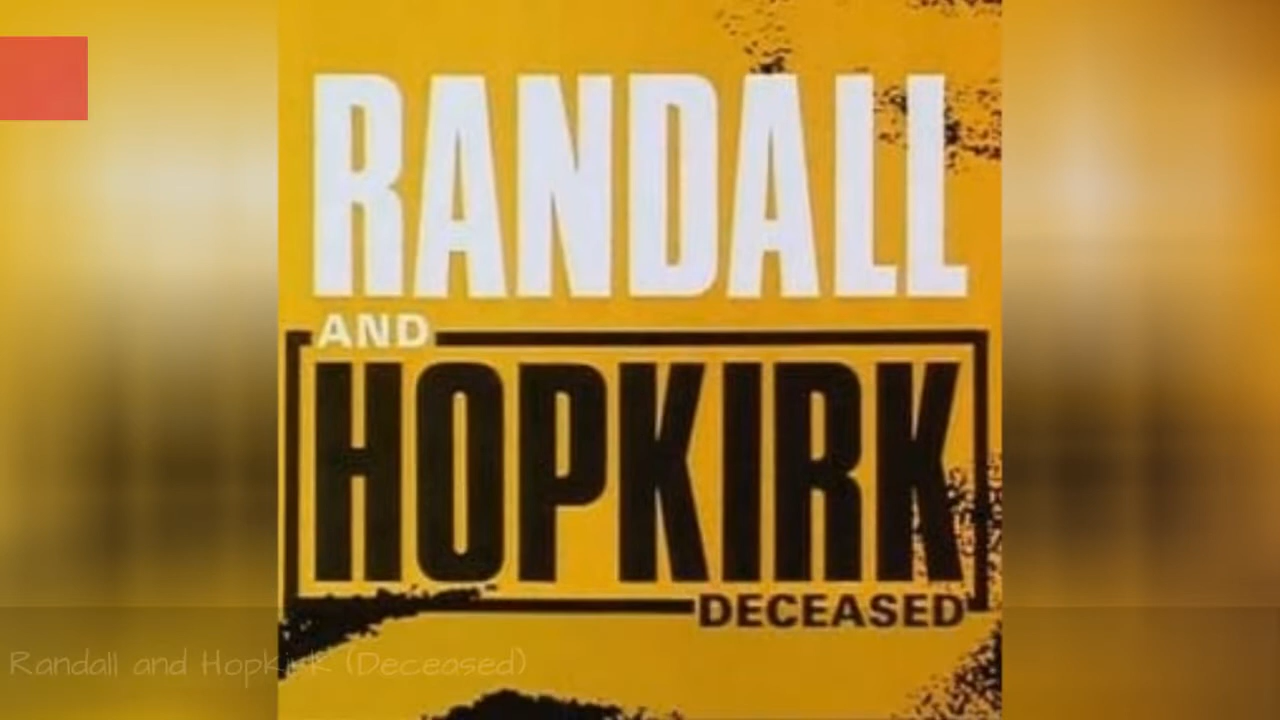 RANDALL
AND
HOPKIRK
DECEASED
Randall and Hopkirk (Deceased)